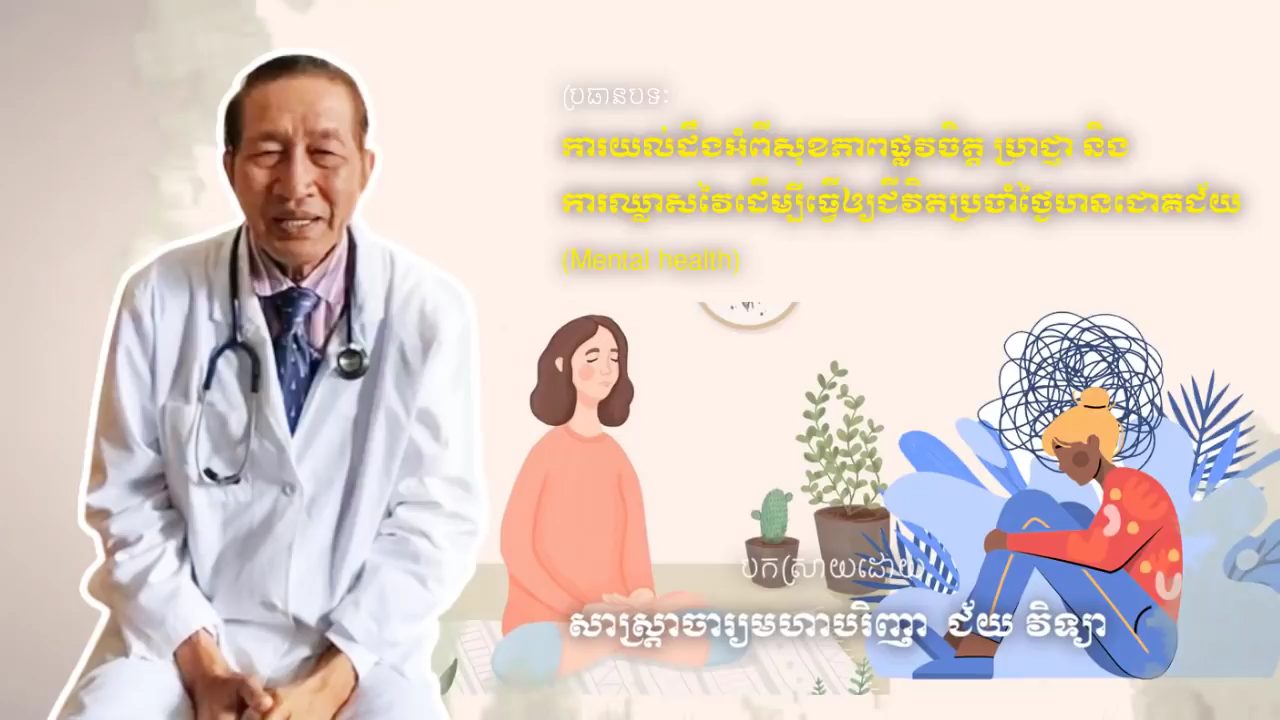 ប្រធានបទ:
ការយល់ដឹងអំពីសុខភាពផ្លូវចិត្ត ប្រាជ្ញា និង
ការឈ្លាសវៃដើម្បីធ្វើឲ្យជីវិតប្រចាំថ្ងៃមានជោគជ័យ
(Mental health)
បកស្រាយដោយ
សាស្ត្រាចារ្យមហាបរិញ្ញា ជ័យ វិទ្យា